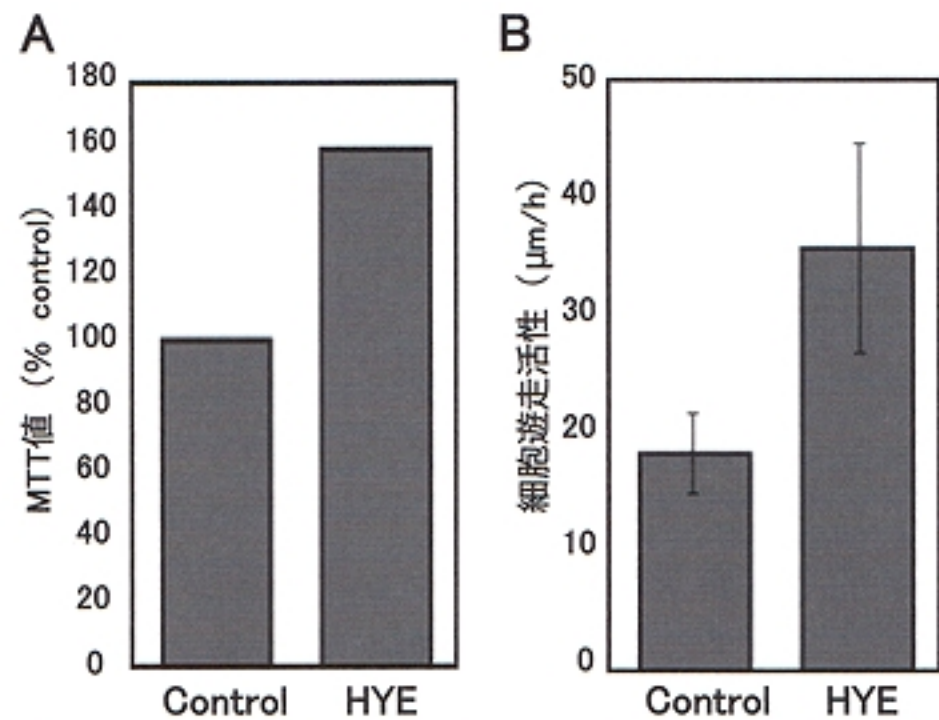 A
MTT値 (% control)
180
160
140
120
100
80
60
40
20
0
Control HYE
B
細胞遊走活性 (μm/h)
50
40
30
20
10
0
Control HYE